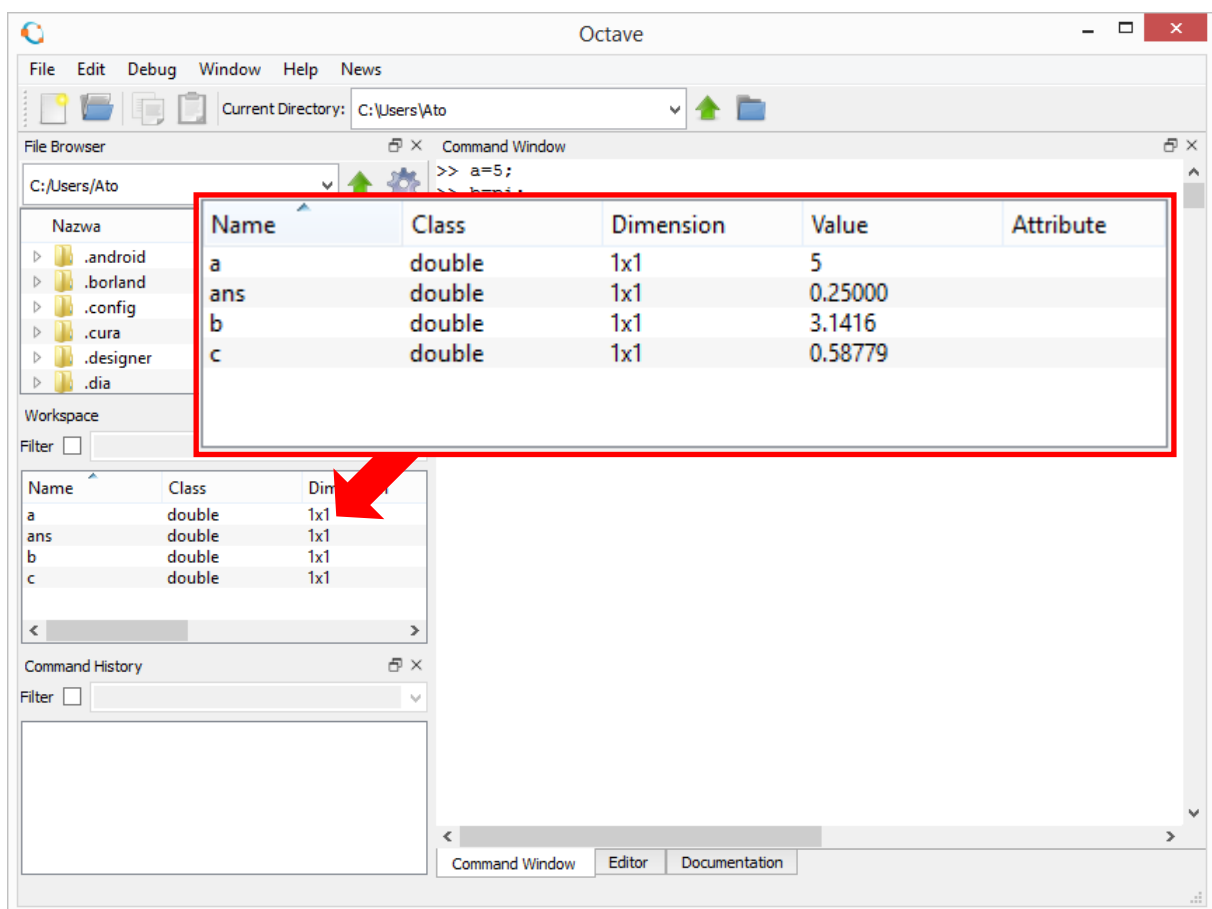 Octave
File Edit Debug Window Help News
Current Directory: C:\Users\Ato
File Browser
C:/Users/Ato
Nazwa
.android
.borland
.config
.cura
.designer
.dia
Workspace
Filter
Name Class
a double 1x1
ans double 1x1
b double 1x1
c double 1x1
Command History
Filter
Command Window
>> a=5;
>> b=pi;
Name Class Dimension Value Attribute
a double 1x1 5
ans double 1x1 0.25000
b double 1x1 3.1416
c double 1x1 0.58779
Command Window Editor Documentation